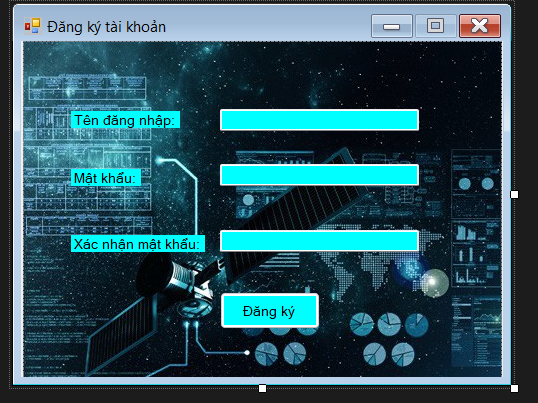 Đăng ký tài khoản
Tên đăng nhập:
Mật khẩu:
Xác nhận mật khẩu:
Đăng ký